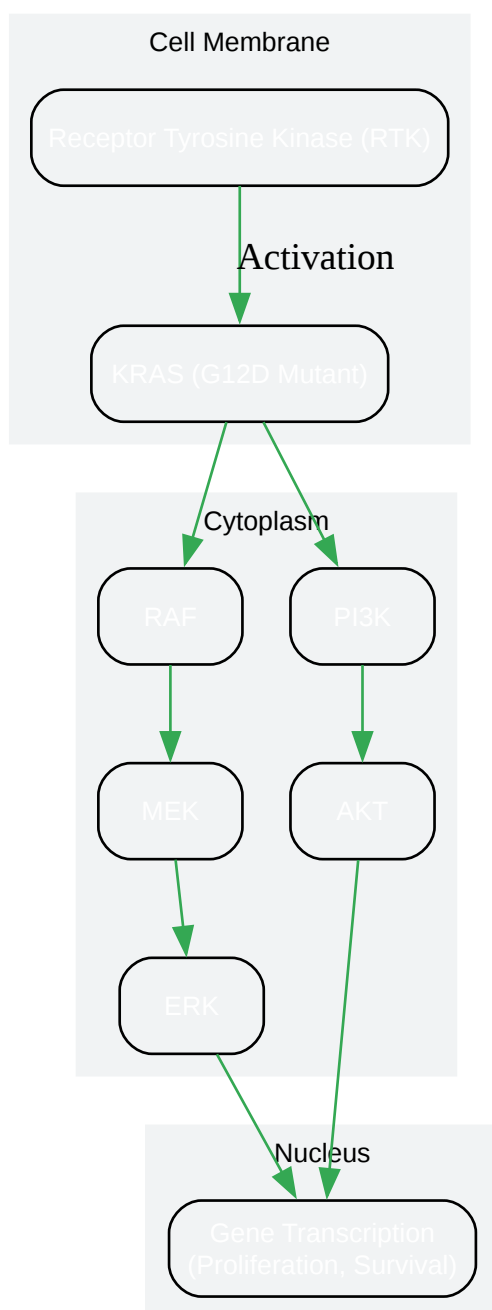 Cell Membrane
Receptor Tyrosine Kinase (RTK)
Activation
KRAS (G12D Mutant)
Cytoplasm
RAF
PI3K
MEK
AKT
ERK
Nucleus
Gene Transcription
(Proliferation, Survival)